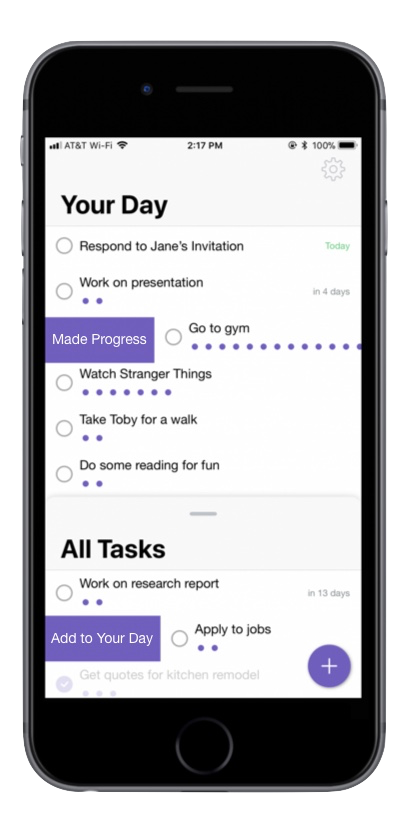 AT&T Wi-Fi 2:17 PM 100%
Your Day
Respond to Jane's Invitation Today
Work on presentation in 4 days
Made Progress Go to gym
Watch Stranger Things
Take Toby for a walk
Do some reading for fun
All Tasks
Work on research report in 13 days
Add to Your Day Apply to jobs
Get quotes for kitchen remodel